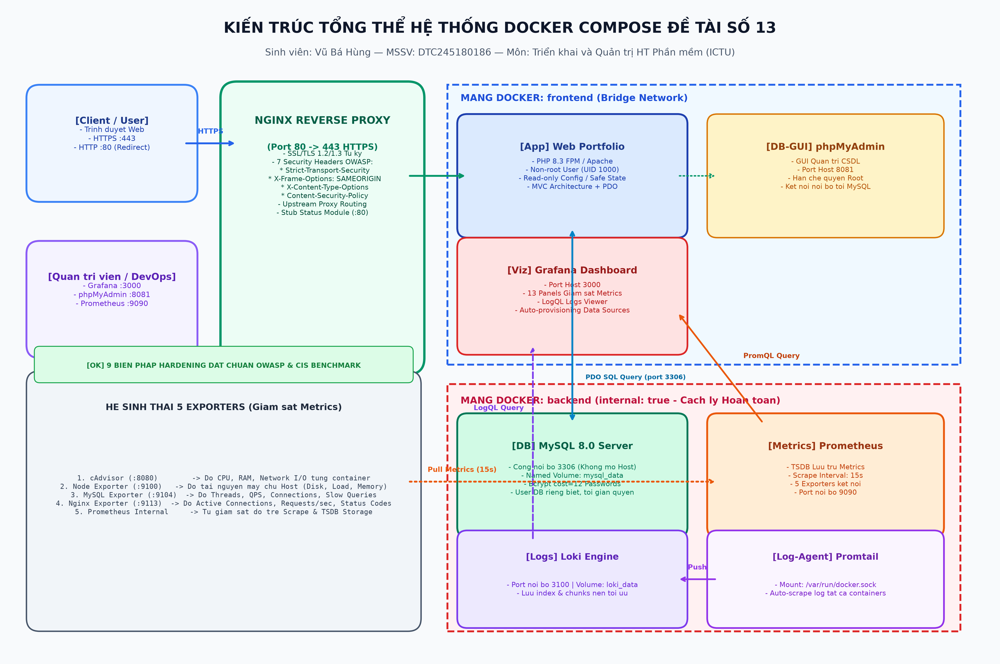 KIẾN TRÚC TỔNG THỂ HỆ THỐNG DOCKER COMPOSE ĐỀ TÀI SỐ 13
Sinh viên: Vũ Bá Hùng — MSSV: DTC245180186 — Môn: Triển khai và Quản trị HT Phần mềm (ICTU)
[Client / User]
- Trinh duyet Web
- HTTPS :443
- HTTP :80 (Redirect)
HTTPS
NGINX REVERSE PROXY
(Port 80 -> 443 HTTPS)
- SSL/TLS 1.2/1.3 Tu ky
- 7 Security Headers OWASP:
* Strict-Transport-Security
* X-Frame-Options: SAMEORIGIN
* X-Content-Type-Options
* Content-Security-Policy
- Upstream Proxy Routing
- Stub Status Module (:80)
MANG DOCKER: frontend (Bridge Network)
[App] Web Portfolio
- PHP 8.3 FPM / Apache
- Non-root User (UID 1000)
- Read-only Config / Safe State
- MVC Architecture + PDO
[DB-GUI] phpMyAdmin
- GUI Quan tri CSDL
- Port Host 8081
- Han che quyen Root
- Ket noi noi bo toi MySQL
[Quan tri vien / DevOps]
- Grafana :3000
- phpMyAdmin :8081
- Prometheus :9090
[Viz] Grafana Dashboard
- Port Host 3000
- 13 Panels Giam sat Metrics
- LogQL Logs Viewer
- Auto-provisioning Data Sources
PromQL Query
[OK] 9 BIEN PHAP HARDENING DAT CHUAN OWASP & CIS BENCHMARK
PDO SQL Query (port 3306)
HE SINH THAI 5 EXPORTERS (Giam sat Metrics)
1. cAdvisor (:8080) -> Do CPU, RAM, Network I/O tung container
2. Node Exporter (:9100) -> Do tai nguyen may chu Host (Disk, Load, Memory)
3. MySQL Exporter (:9104) -> Do Threads, QPS, Connections, Slow Queries
4. Nginx Exporter (:9113) -> Do Active Connections, Requests/sec, Status Codes
5. Prometheus Internal -> Tu giam sat do tre Scrape & TSDB Storage
MANG DOCKER: backend (internal: true - Cach ly Hoan toan)
LogQL Query
Pull Metrics (15s)
[DB] MySQL 8.0 Server
- Cong noi bo 3306 (Khong mo Host)
- Named Volume: mysql_data
- Bcrypt cost=12 Passwords
- User DB rieng biet, toi gian quyen
[Metrics] Prometheus
- TSDB Luu tru Metrics
- Scrape Interval: 15s
- 5 Exporters ket noi
- Port noi bo 9090
[Logs] Loki Engine
- Port noi bo 3100 | Volume: loki_data
- Luu index & chunks nen toi uu
Push
[Log-Agent] Promtail
- Mount: /var/run/docker.sock
- Auto-scrape log tat ca containers